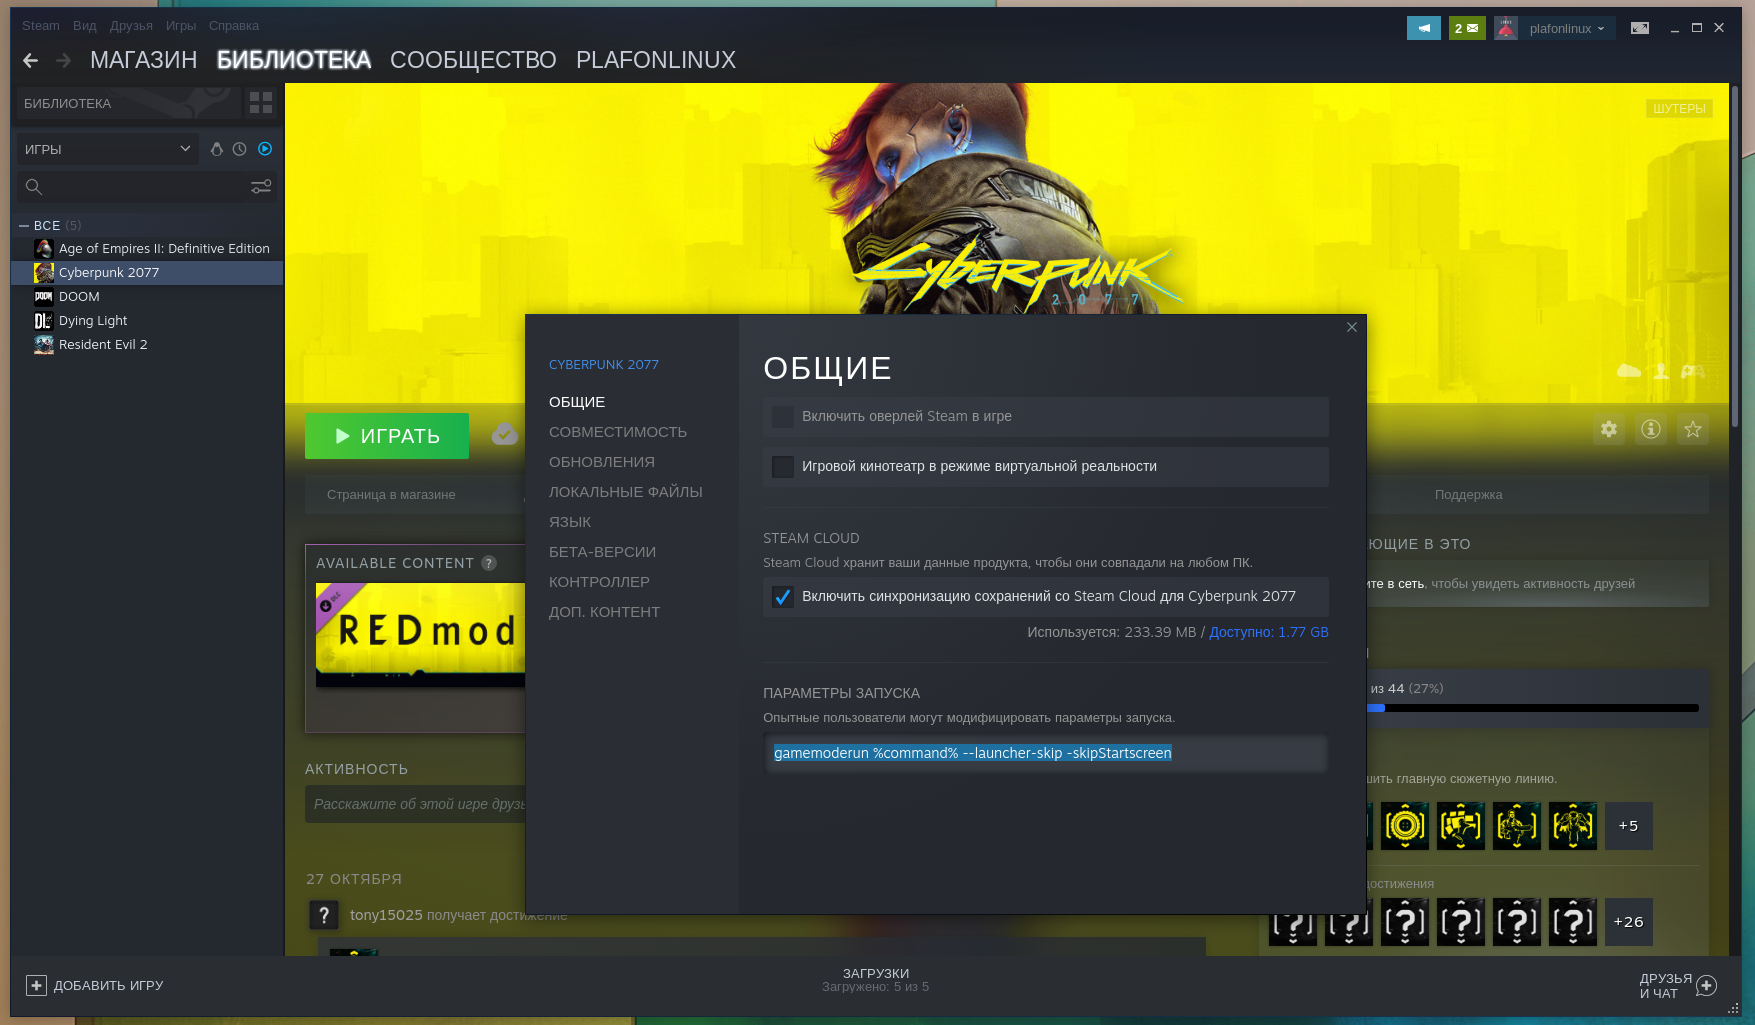 Steam Вид Друзья Игры Справка
2
plafonlinux
МАГАЗИН БИБЛИОТЕКА СООБЩЕСТВО PLAFONLINUX
БИБЛИОТЕКА
ИГРЫ
ВСЕ (5)
Age of Empires II: Definitive Edition
Cyberpunk 2077
DOOM
Dying Light
Resident Evil 2
ШУТЕРЫ
SAMURAI
Cyberpunk
2077
ИГРАТЬ
Страница в магазине
Поддержка
AVAILABLE CONTENT ?
DLC
REDmod
АКТИВНОСТЬ
Расскажите об этой игре друзь
27 ОКТЯБРЯ
tony15025 получает достижение
CYBERPUNK 2077
ОБЩИЕ
СОВМЕСТИМОСТЬ
ОБНОВЛЕНИЯ
ЛОКАЛЬНЫЕ ФАЙЛЫ
ЯЗЫК
БЕТА-ВЕРСИИ
КОНТРОЛЛЕР
ДОП. КОНТЕНТ
ОБЩИЕ
Включить оверлей Steam в игре
Игровой кинотеатр в режиме виртуальной реальности
STEAM CLOUD
Steam Cloud хранит ваши данные продукта, чтобы они совпадали на любом ПК.
Включить синхронизацию сохранений со Steam Cloud для Cyberpunk 2077
Используется: 233.39 MB / Доступно: 1.77 GB
ПАРАМЕТРЫ ЗАПУСКА
Опытные пользователи могут модифицировать параметры запуска.
gamemoderun %command% --launcher-skip -skipStartscreen
ЮЩИЕ В ЭТО
ите в сеть, чтобы увидеть активность друзей
из 44 (27%)
шить главную сюжетную линию.
+5
достижения
+26
ДОБАВИТЬ ИГРУ
ЗАГРУЗКИ
Загружено: 5 из 5
ДРУЗЬЯ
И ЧАТ